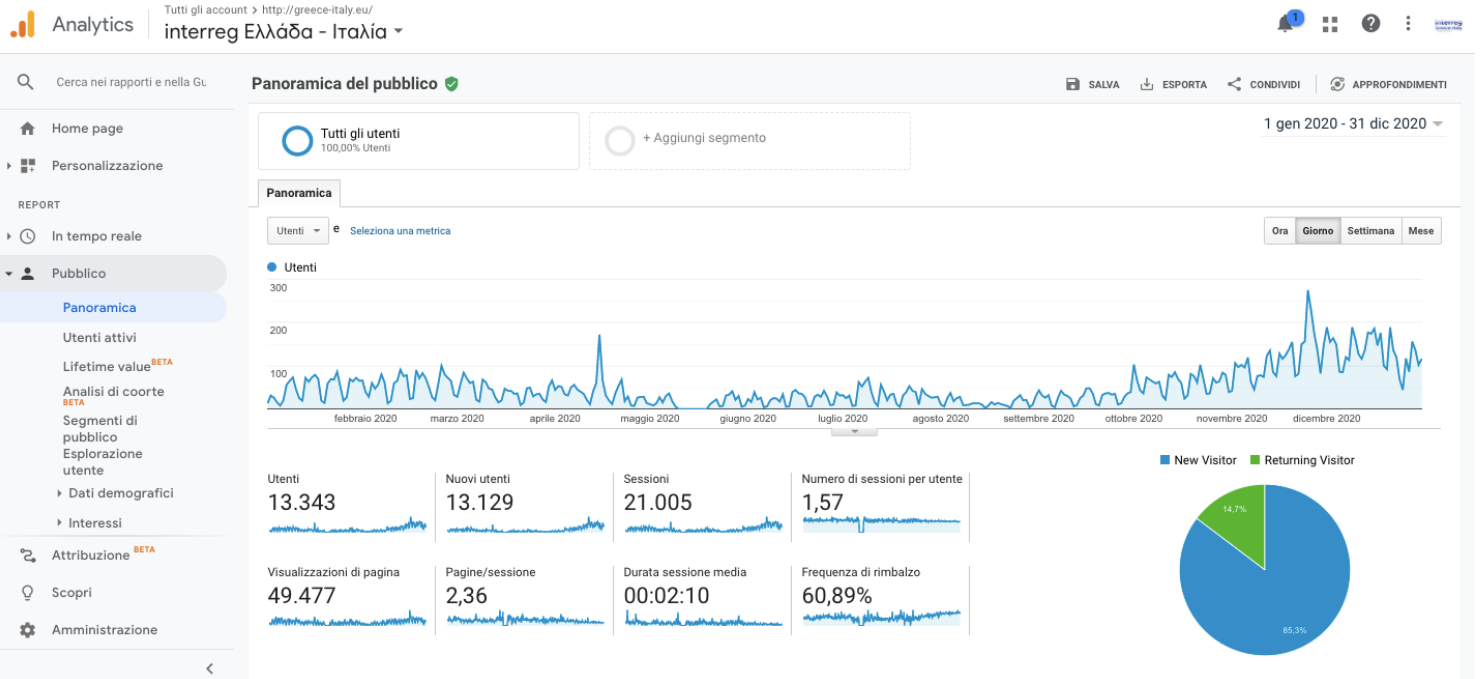 Analytics
Tutti gli account > http://greece-italy.eu/
interreg Ελλάδα - Ιταλία
1
Cerca nei rapporti e nella Gu
Home page
Personalizzazione
REPORT
In tempo reale
Pubblico
Panoramica
Utenti attivi
Lifetime value BETA
Analisi di coorte
BETA
Segmenti di
pubblico
Esplorazione
utente
Dati demografici
Interessi
Attribuzione BETA
Scopri
Amministrazione
Panoramica del pubblico
SALVA ESPORTA CONDIVIDI APPROFONDIMENTI
Tutti gli utenti
100,00% Utenti
+ Aggiungi segmento
1 gen 2020 - 31 dic 2020
Panoramica
Utenti e Seleziona una metrica
Ora Giorno Settimana Mese
Utenti
300
200
100
febbraio 2020 marzo 2020 aprile 2020 maggio 2020 giugno 2020 luglio 2020 agosto 2020 settembre 2020 ottobre 2020 novembre 2020 dicembre 2020
Utenti
13.343
Nuovi utenti
13.129
Sessioni
21.005
Numero di sessioni per utente
1,57
Visualizzazioni di pagina
49.477
Pagine/sessione
2,36
Durata sessione media
00:02:10
Frequenza di rimbalzo
60,89%
New Visitor Returning Visitor
14,7%
85,3%